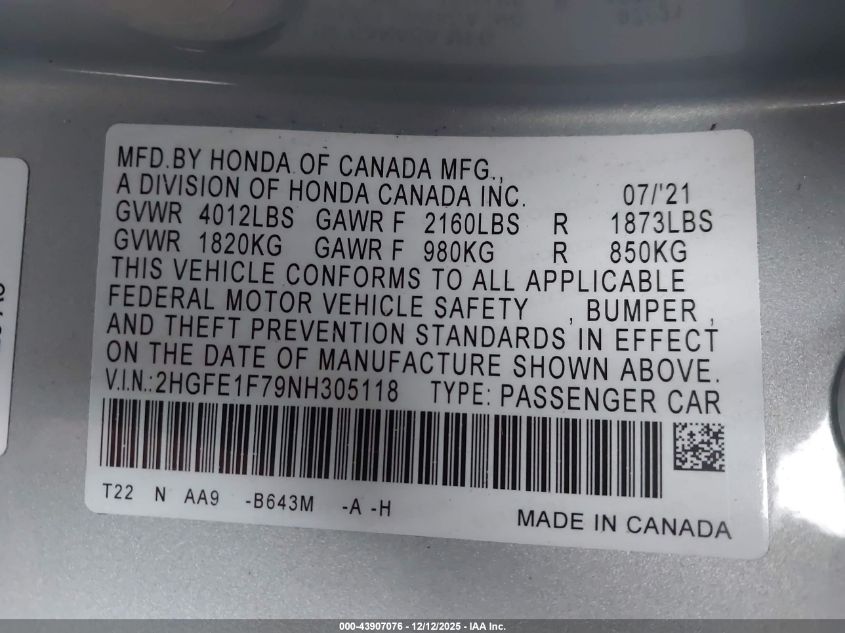 MFD.BY HONDA OF CANADA MFG.,
A DIVISION OF HONDA CANADA INC. 07/'21
GVWR 4012LBS GAWR F 2160LBS R 1873LBS
GVWR 1820KG GAWR F 980KG R 850KG
THIS VEHICLE CONFORMS TO ALL APPLICABLE
FEDERAL MOTOR VEHICLE SAFETY , BUMPER ,
AND THEFT PREVENTION STANDARDS IN EFFECT
ON THE DATE OF MANUFACTURE SHOWN ABOVE.
V.I.N.:2HGFE1F79NH305118 TYPE: PASSENGER CAR
T22 N AA9 -B643M -A -H
MADE IN CANADA
000-43907076 - 12/12/2025 - IAA Inc.